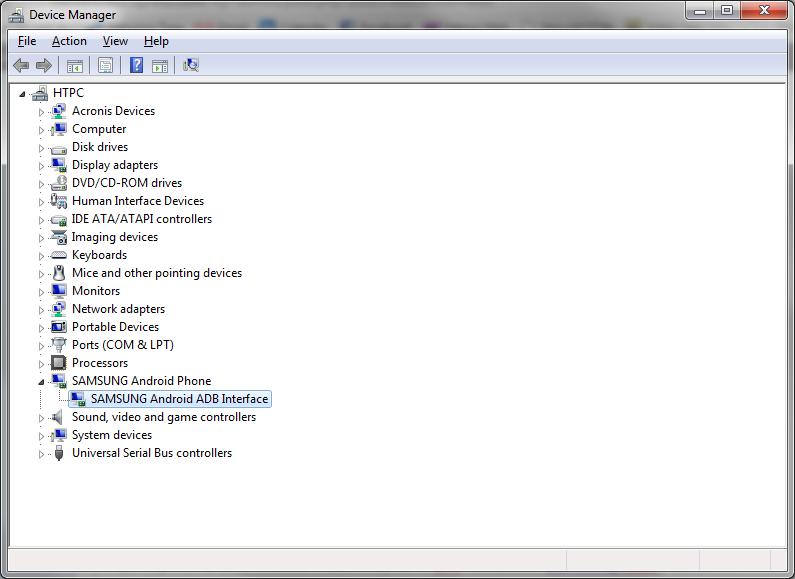 Device Manager
File Action View Help
HTPC
Acronis Devices
Computer
Disk drives
Display adapters
DVD/CD-ROM drives
Human Interface Devices
IDE ATA/ATAPI controllers
Imaging devices
Keyboards
Mice and other pointing devices
Monitors
Network adapters
Portable Devices
Ports (COM & LPT)
Processors
SAMSUNG Android Phone
SAMSUNG Android ADB Interface
Sound, video and game controllers
System devices
Universal Serial Bus controllers